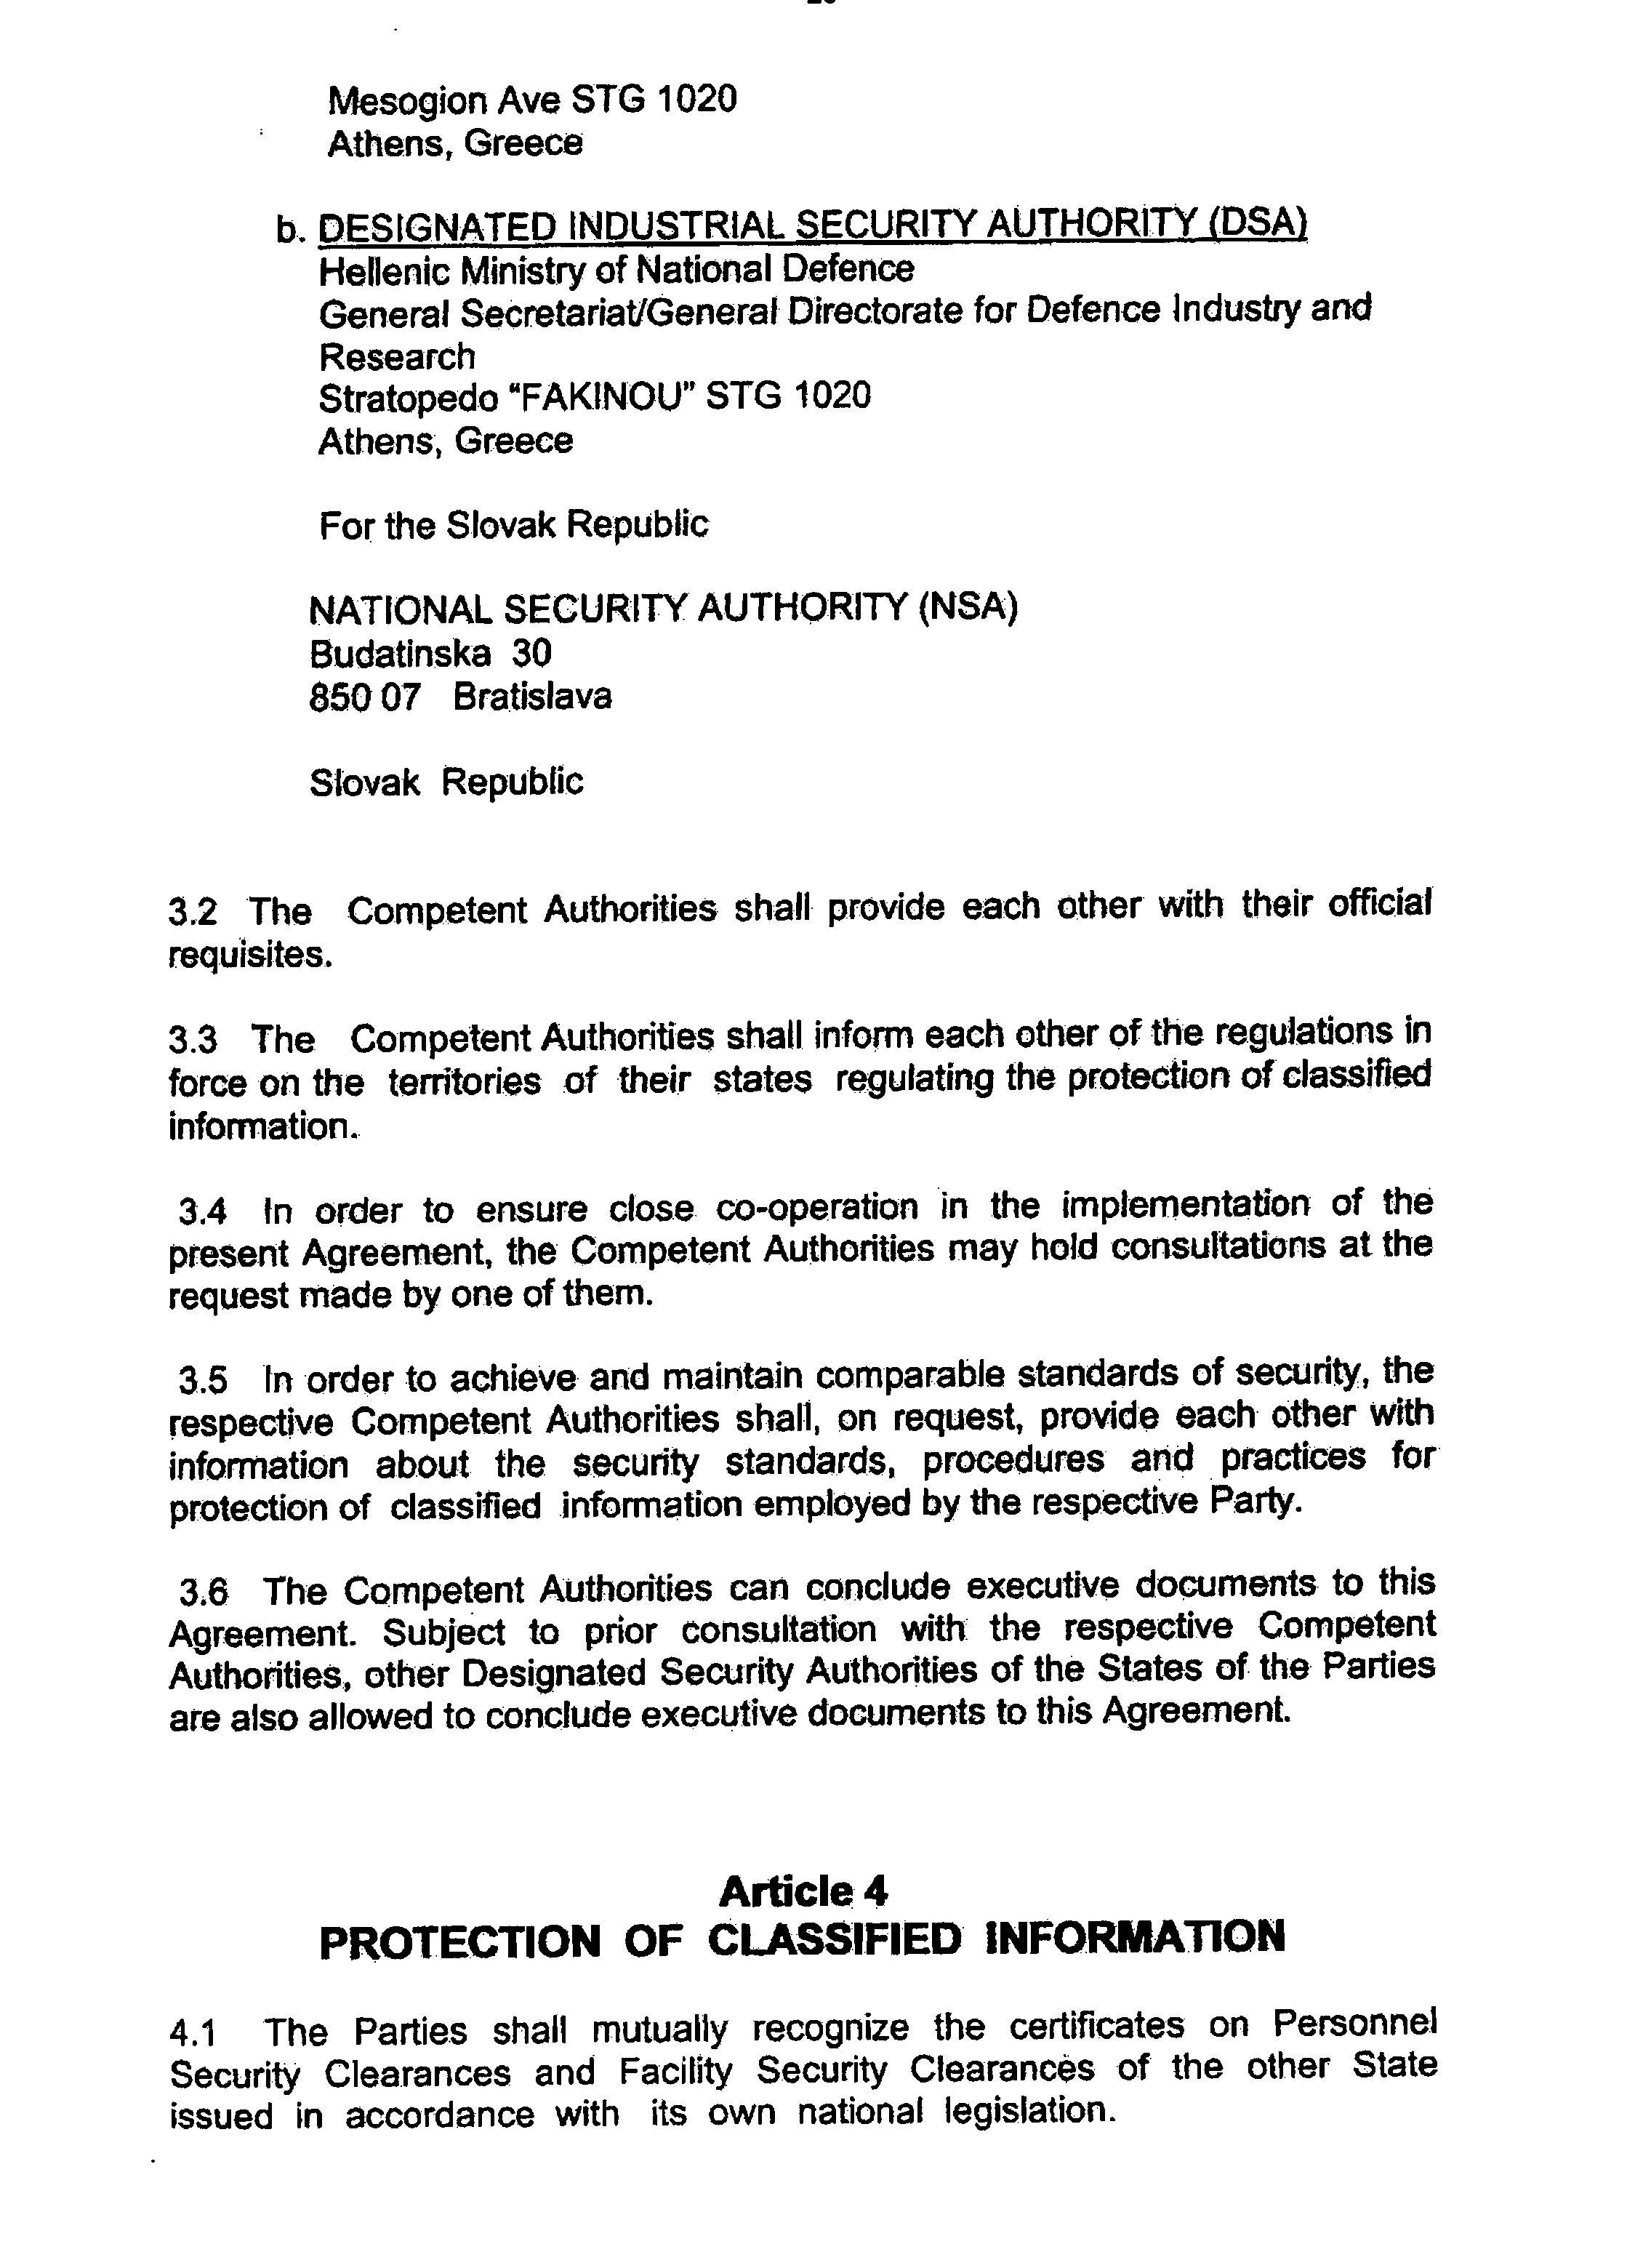 Mesogion Ave STG 1020
Athens, Greece
b. DESIGNATED INDUSTRIAL SECURITY AUTHORITY (DSA)
Hellenic Ministry of National Defence
General Secretariat/General Directorate for Defence Industry and
Research
Stratopedo "FAKINOU" STG 1020
Athens, Greece
For the Slovak Republic
NATIONAL SECURITY AUTHORITY (NSA)
Budatinska 30
850 07 Bratislava
Slovak Republic
3.2 The Competent Authorities shall provide each other with their official
requisites.
3.3 The Competent Authorities shall inform each other of the regulations in
force on the territories of their states regulating the protection of classified
information.
3.4 In order to ensure close co-operation in the implementation of the
present Agreement, the Competent Authorities may hold consultations at the
request made by one of them.
3.5 In order to achieve and maintain comparable standards of security, the
respective Competent Authorities shall, on request, provide each other with
information about the security standards, procedures and practices for
protection of classified information employed by the respective Party.
3.6 The Competent Authorities can conclude executive documents to this
Agreement. Subject to prior consultation with the respective Competent
Authorities, other Designated Security Authorities of the States of the Parties
are also allowed to conclude executive documents to this Agreement.
Article 4
PROTECTION OF CLASSIFIED INFORMATION
4.1 The Parties shall mutually recognize the certificates on Personnel
Security Clearances and Facility Security Clearances of the other State
issued in accordance with its own national legislation.